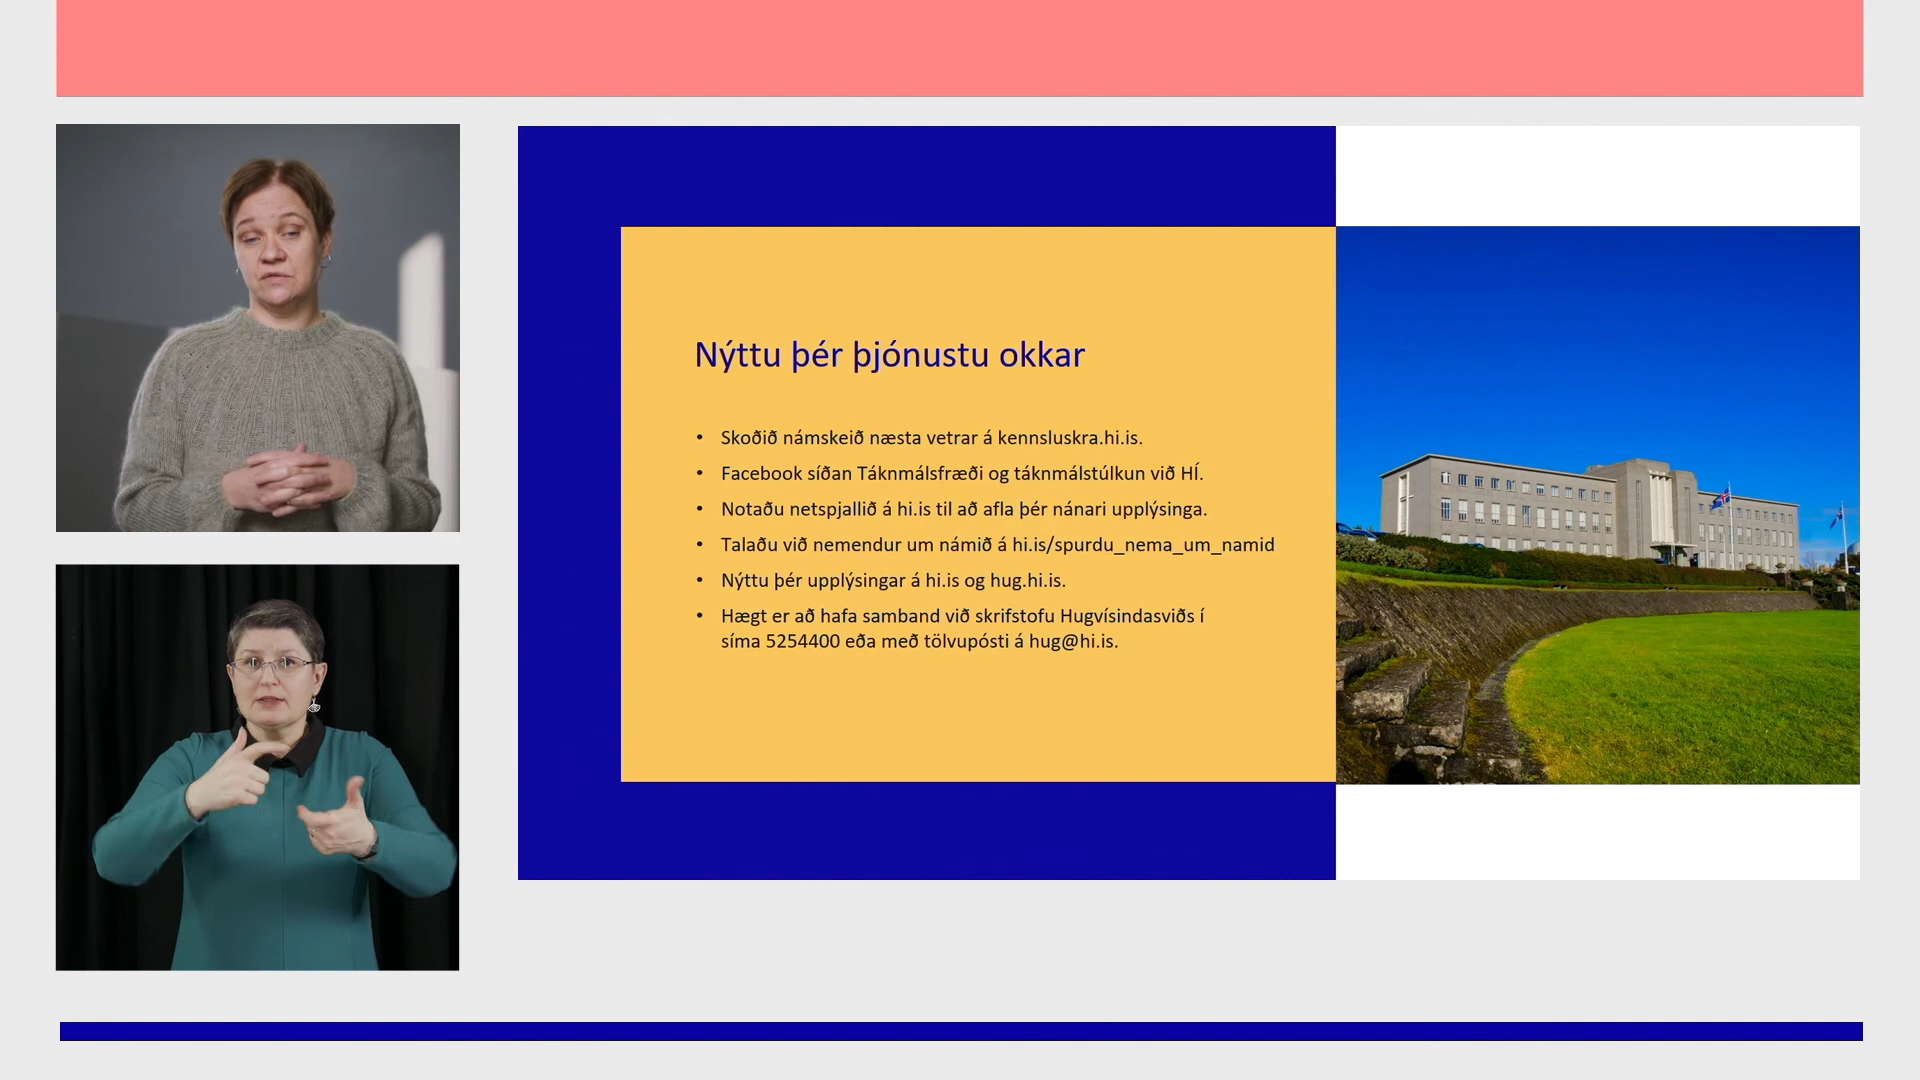 Nýttu þér þjónustu okkar
• Skoðið námskeið næsta vetrar á kennsluskra.hi.is.
• Facebook síðan Táknmálsfræði og táknmálstúlkun við HÍ.
• Notaðu netspjallið á hi.is til að afla þér nánari upplýsinga.
• Talaðu við nemendur um námið á hi.is/spurdu_nema_um_namid
• Nýttu þér upplýsingar á hi.is og hug.hi.is.
• Hægt er að hafa samband við skrifstofu Hugvísindasviðs í
síma 5254400 eða með tölvupósti á hug@hi.is.